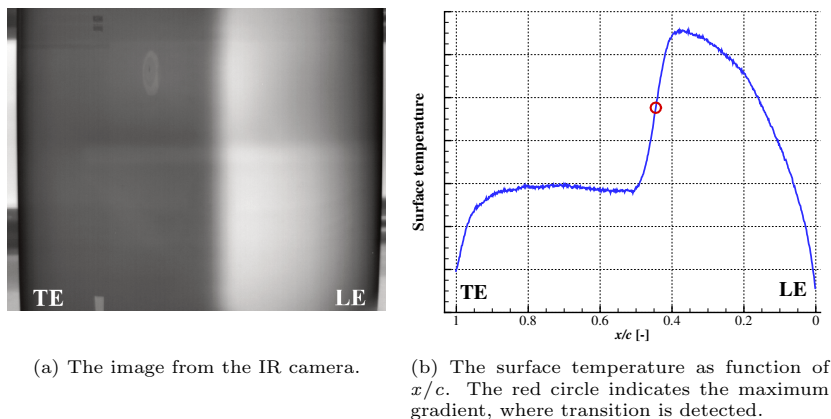 TE
LE
Surface temperature
TE
LE
1
0.8
0.6
0.4
0.2
0
x/c [-]
(a) The image from the IR camera.
(b) The surface temperature as function of
x/c. The red circle indicates the maximum
gradient, where transition is detected.